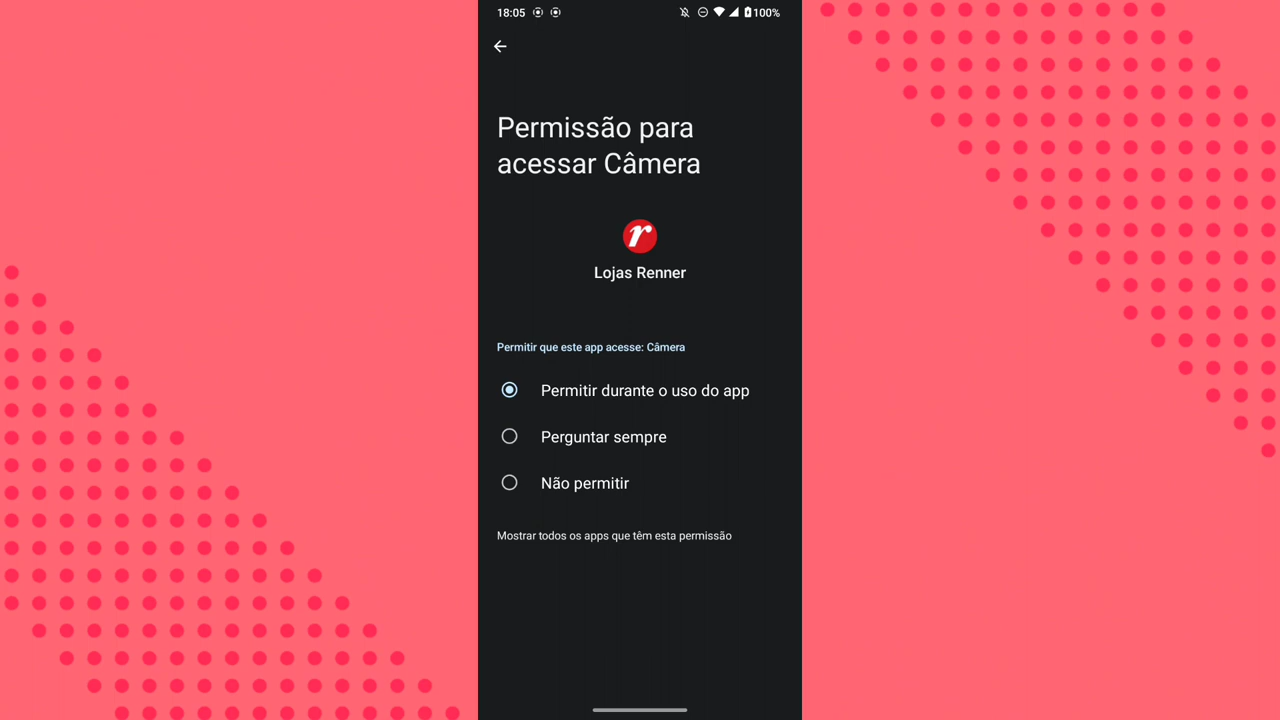 18:05
100%
Permissão para
acessar Câmera
r
Lojas Renner
Permitir que este app acesse: Câmera
Permitir durante o uso do app
Perguntar sempre
Não permitir
Mostrar todos os apps que têm esta permissão